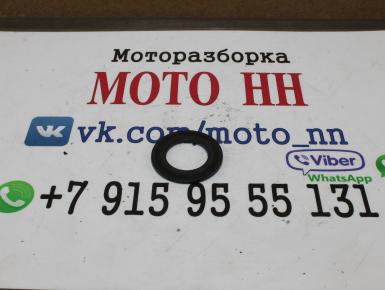 Моторазборка
МОТО НН
vk.com/moto_nn
Viber
WhatsApp
+7 915 95 55 131